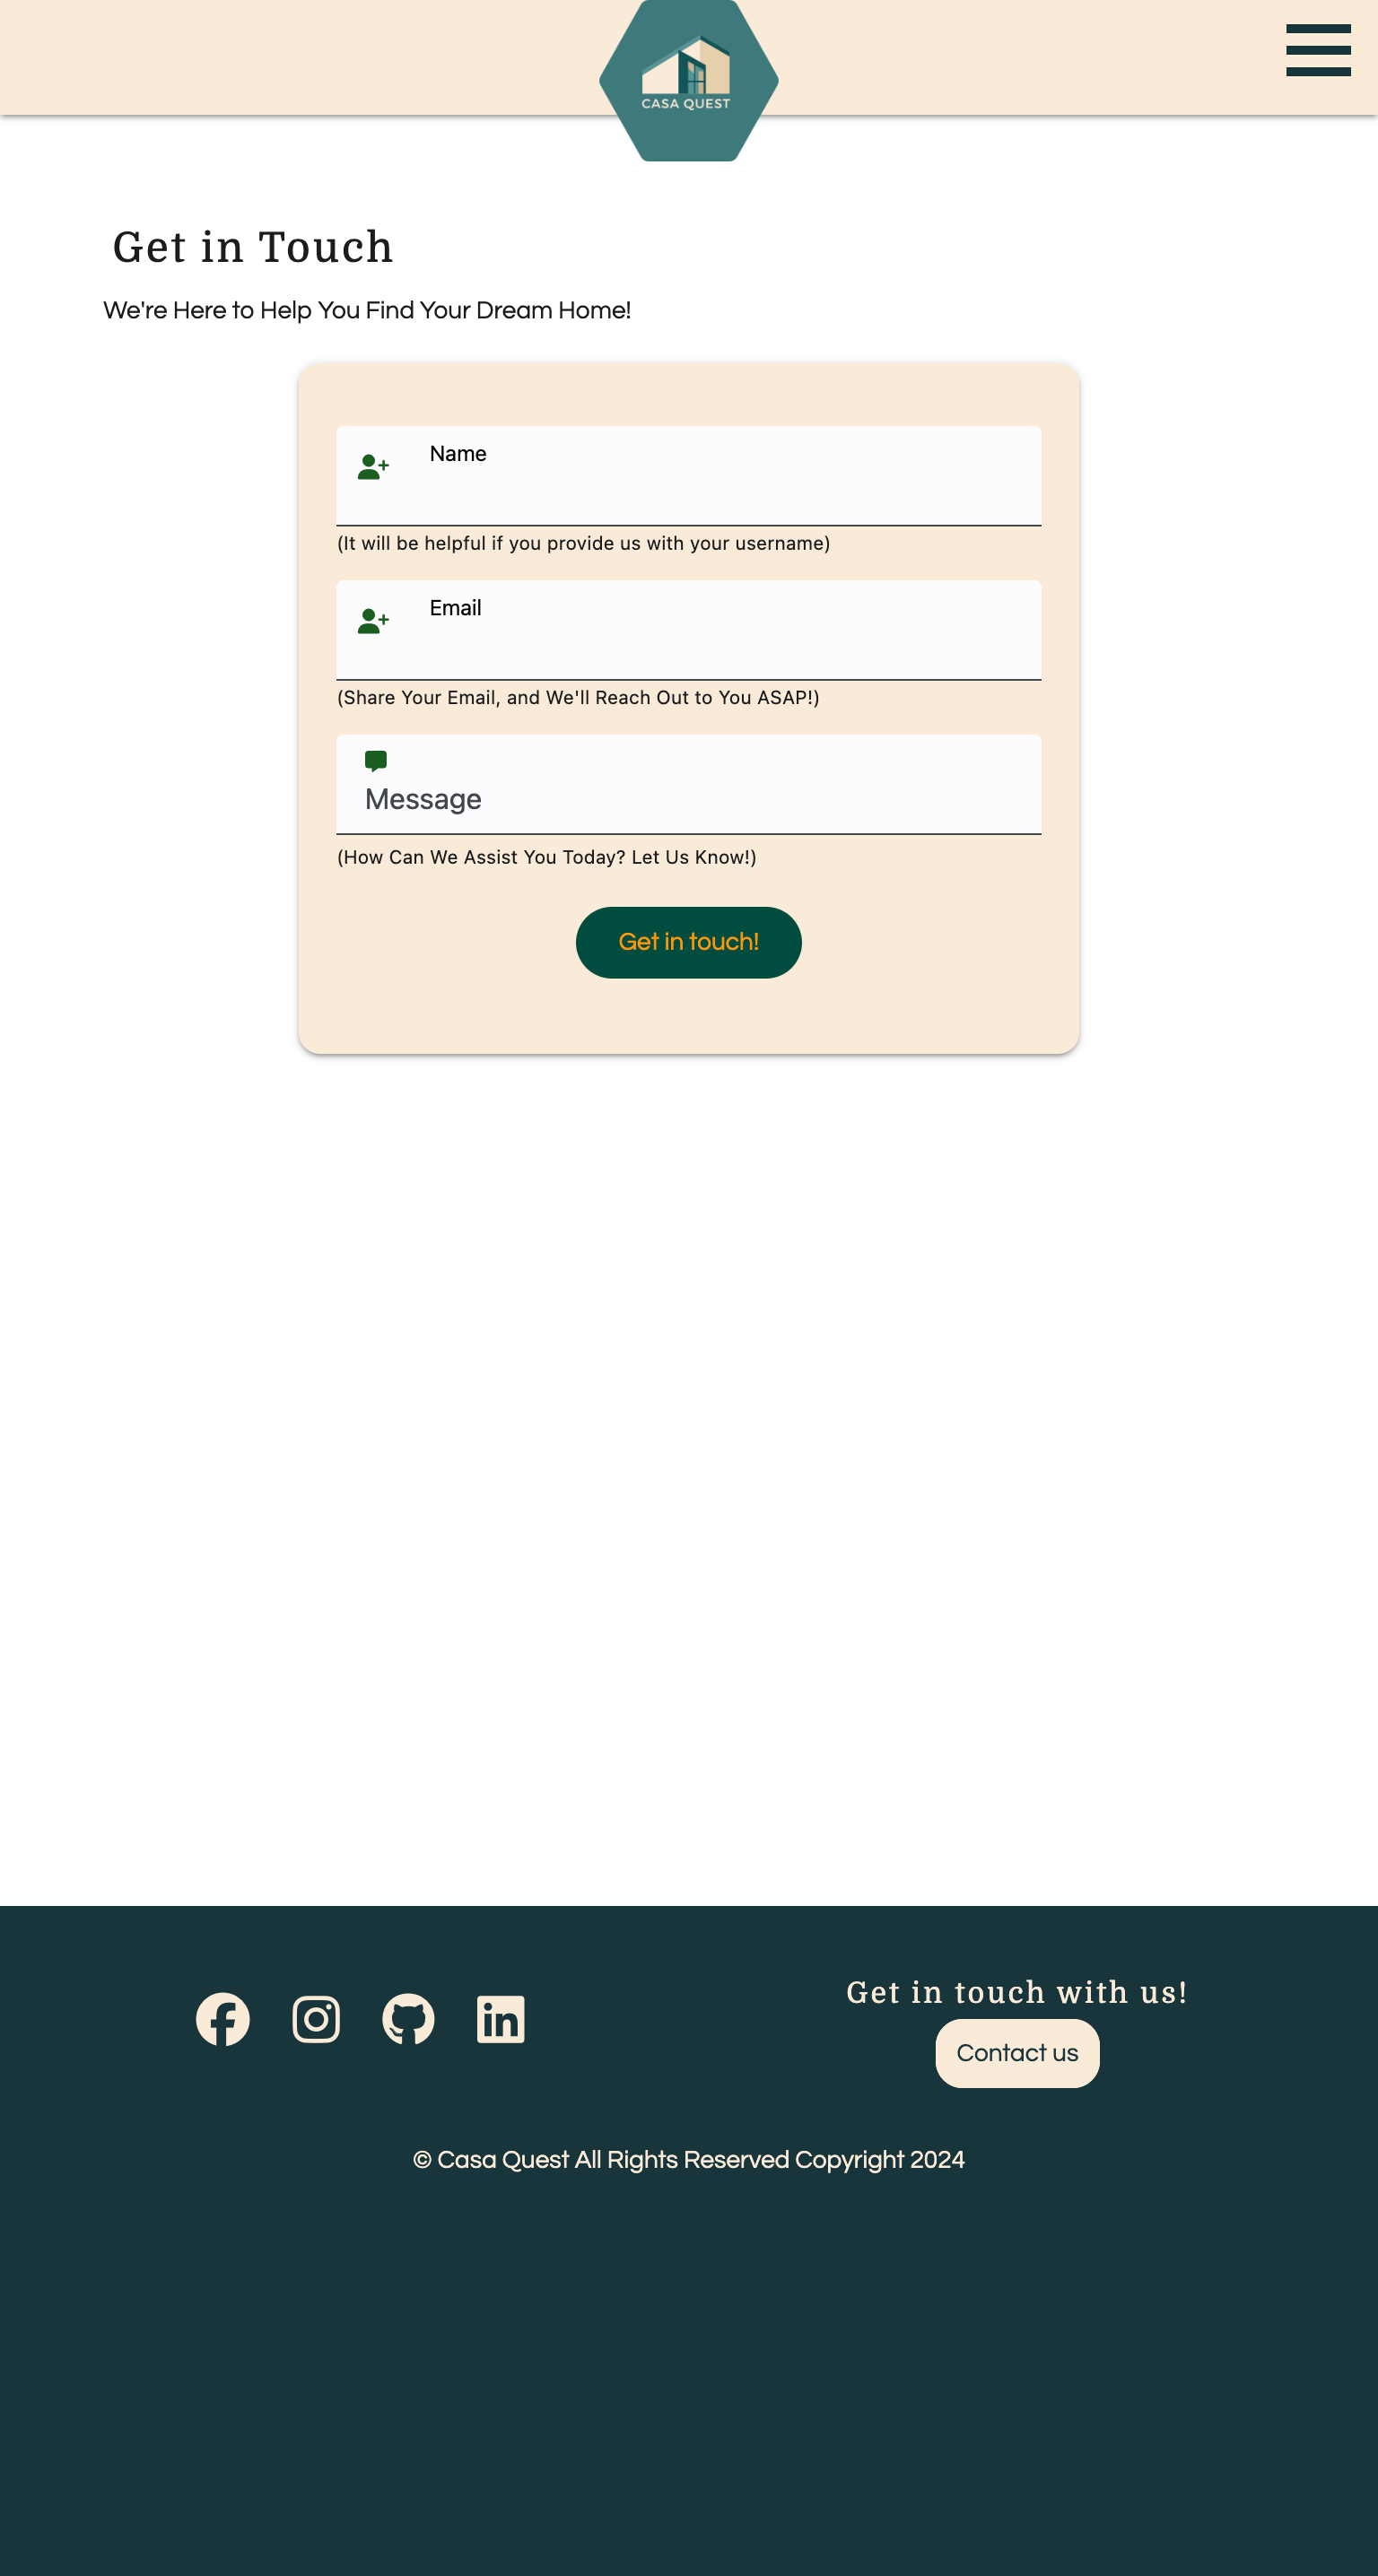 CASA QUEST
Get in Touch
We're Here to Help You Find Your Dream Home!
Name
(It will be helpful if you provide us with your username)
Email
(Share Your Email, and We'll Reach Out to You ASAP!)
Message
(How Can We Assist You Today? Let Us Know!)
Get in touch!
Get in touch with us!
Contact us
© Casa Quest All Rights Reserved Copyright 2024